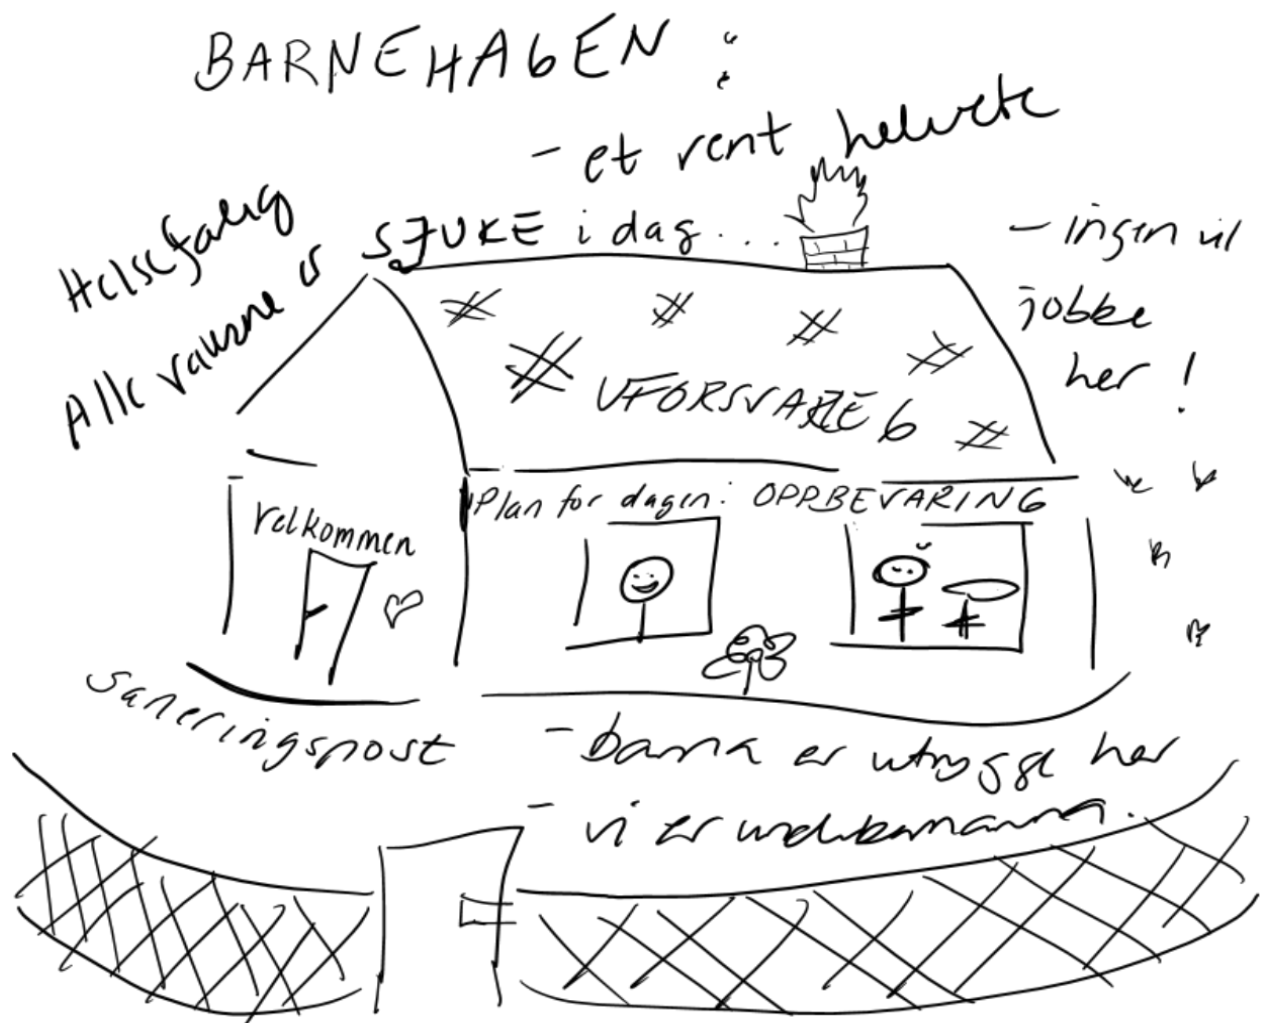 BARNEHAGEN :
- et rent helvete
Helsefarlig
Alle voksne er SJUKE i dag...
- ingen vil
jobbe
her !
UFORSVARLIG
Plan for dagen: OPPBEVARING
Velkommen
Saneringspost
- barna er utrygge her
- vi er